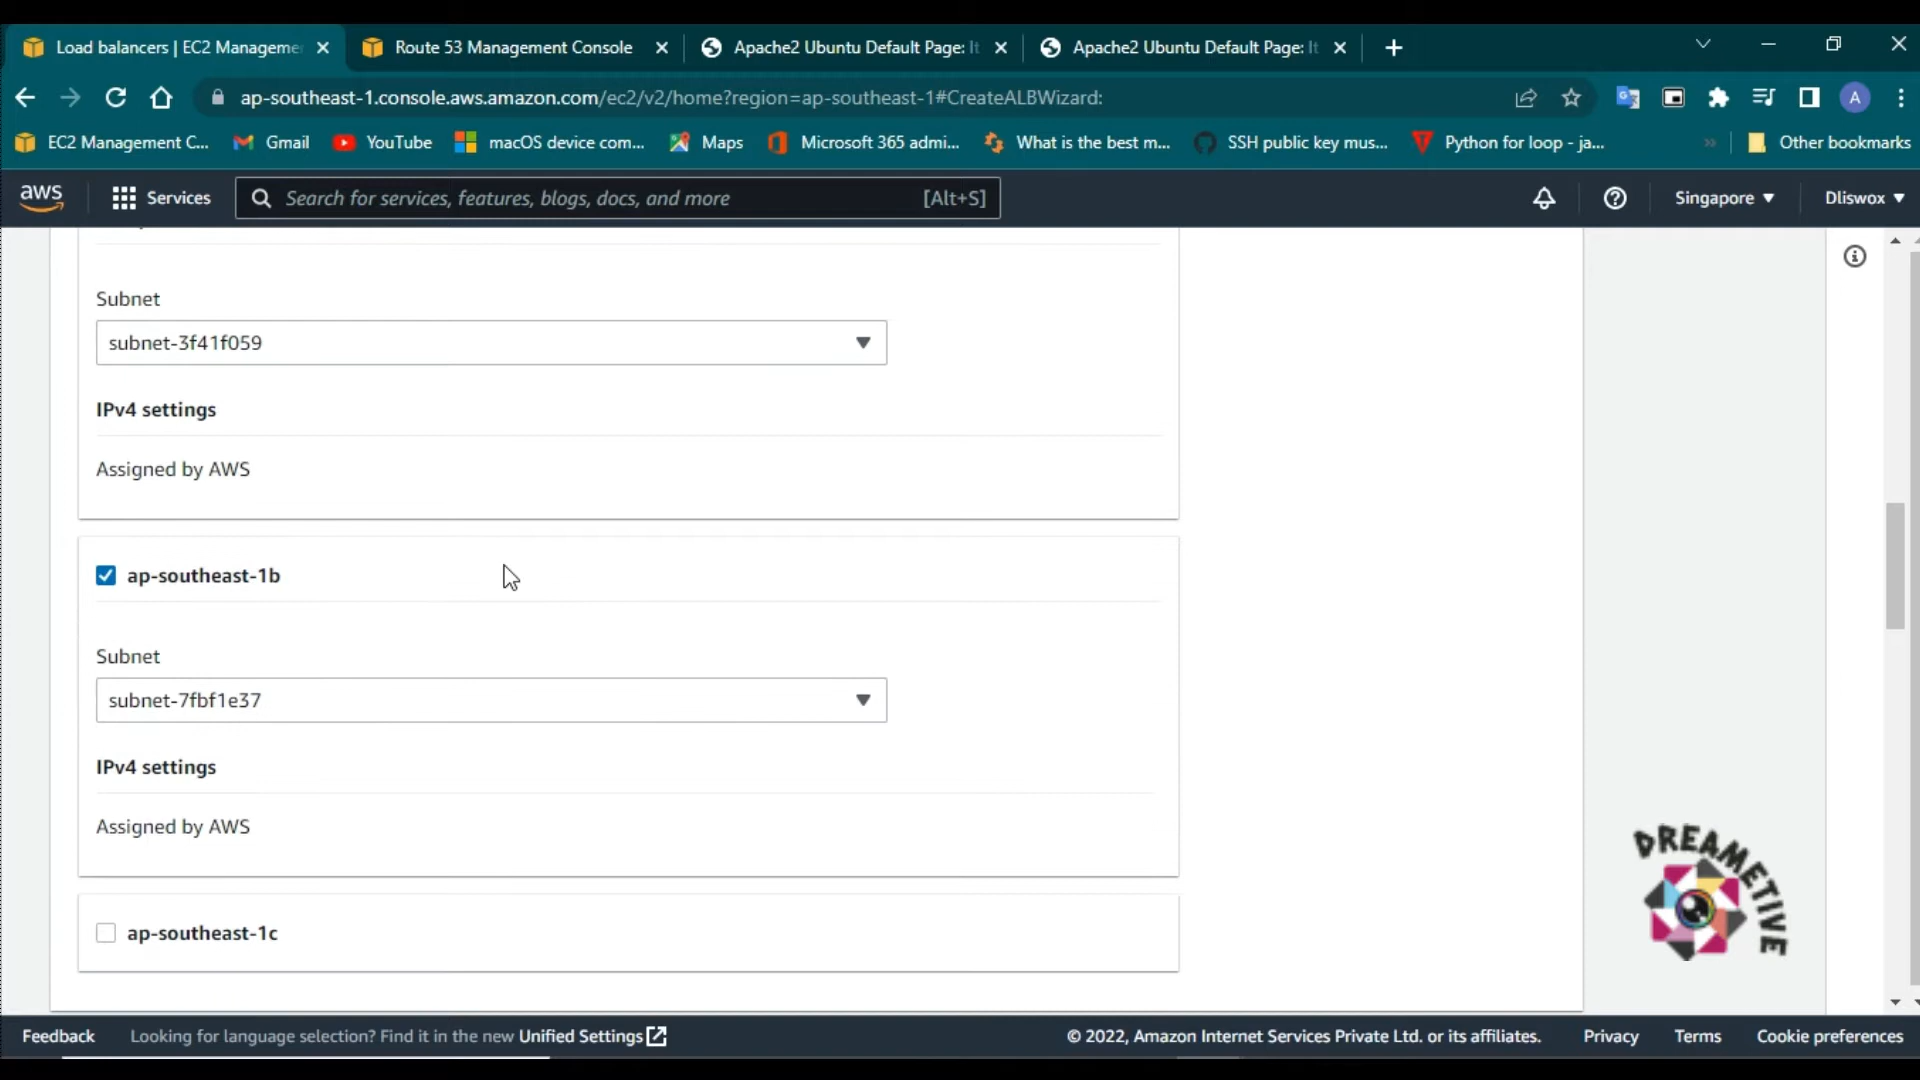 Load balancers | EC2 Manageme
Route 53 Management Console
Apache2 Ubuntu Default Page: It
Apache2 Ubuntu Default Page: It
ap-southeast-1.console.aws.amazon.com/ec2/v2/home?region=ap-southeast-1#CreateALBWizard:
A
EC2 Management C...
Gmail
YouTube
macOS device com...
Maps
Microsoft 365 admi...
What is the best m...
SSH public key mus...
Python for loop - ja...
»
Other bookmarks
aws
Services
Search for services, features, blogs, docs, and more
[Alt+S]
Singapore
Dliswox
Subnet
subnet-3f41f059
IPv4 settings
Assigned by AWS
ap-southeast-1b
Subnet
subnet-7fbf1e37
IPv4 settings
Assigned by AWS
ap-southeast-1c
DREAMETIVE
Feedback
Looking for language selection? Find it in the new Unified Settings
© 2022, Amazon Internet Services Private Ltd. or its affiliates.
Privacy
Terms
Cookie preferences